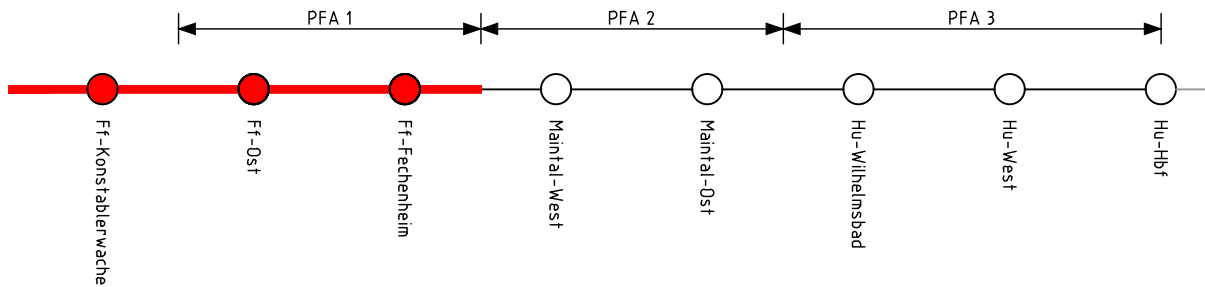 PFA 1
PFA 2
PFA 3
Ff-Konstablerwache
Ff-Ost
Ff-Fechenheim
Maintal-West
Maintal-Ost
Hu-Wilhelmsbad
Hu-West
Hu-Hbf